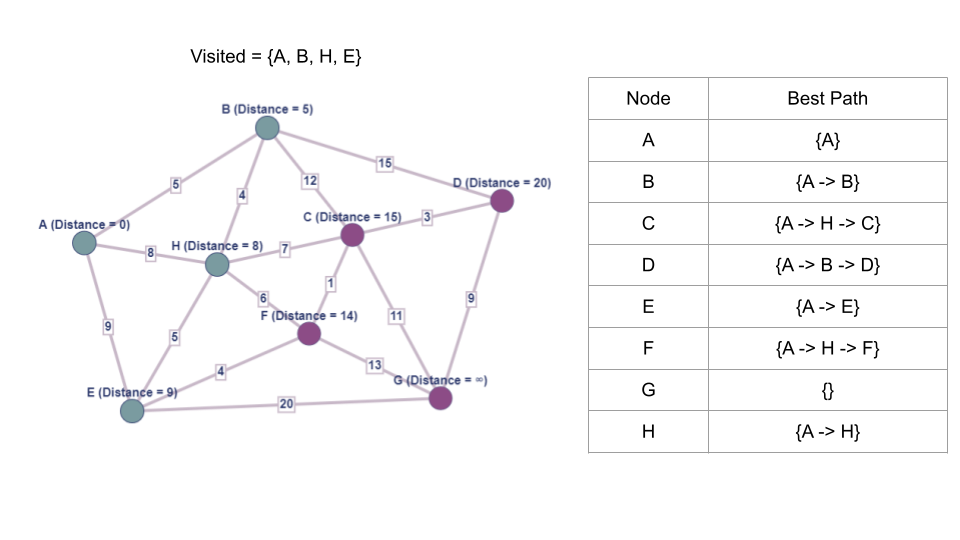 Visited = {A, B, H, E}
B (Distance = 5)
15
D (Distance = 20)
5
4
12
A (Distance = 0)
C (Distance = 15)
3
H (Distance = 8)
8
7
6
1
9
F (Distance = 14)
11
9
5
13
4
G (Distance = ∞)
E (Distance = 9)
20
Node Best Path
A {A}
B {A -> B}
C {A -> H -> C}
D {A -> B -> D}
E {A -> E}
F {A -> H -> F}
G {}
H {A -> H}